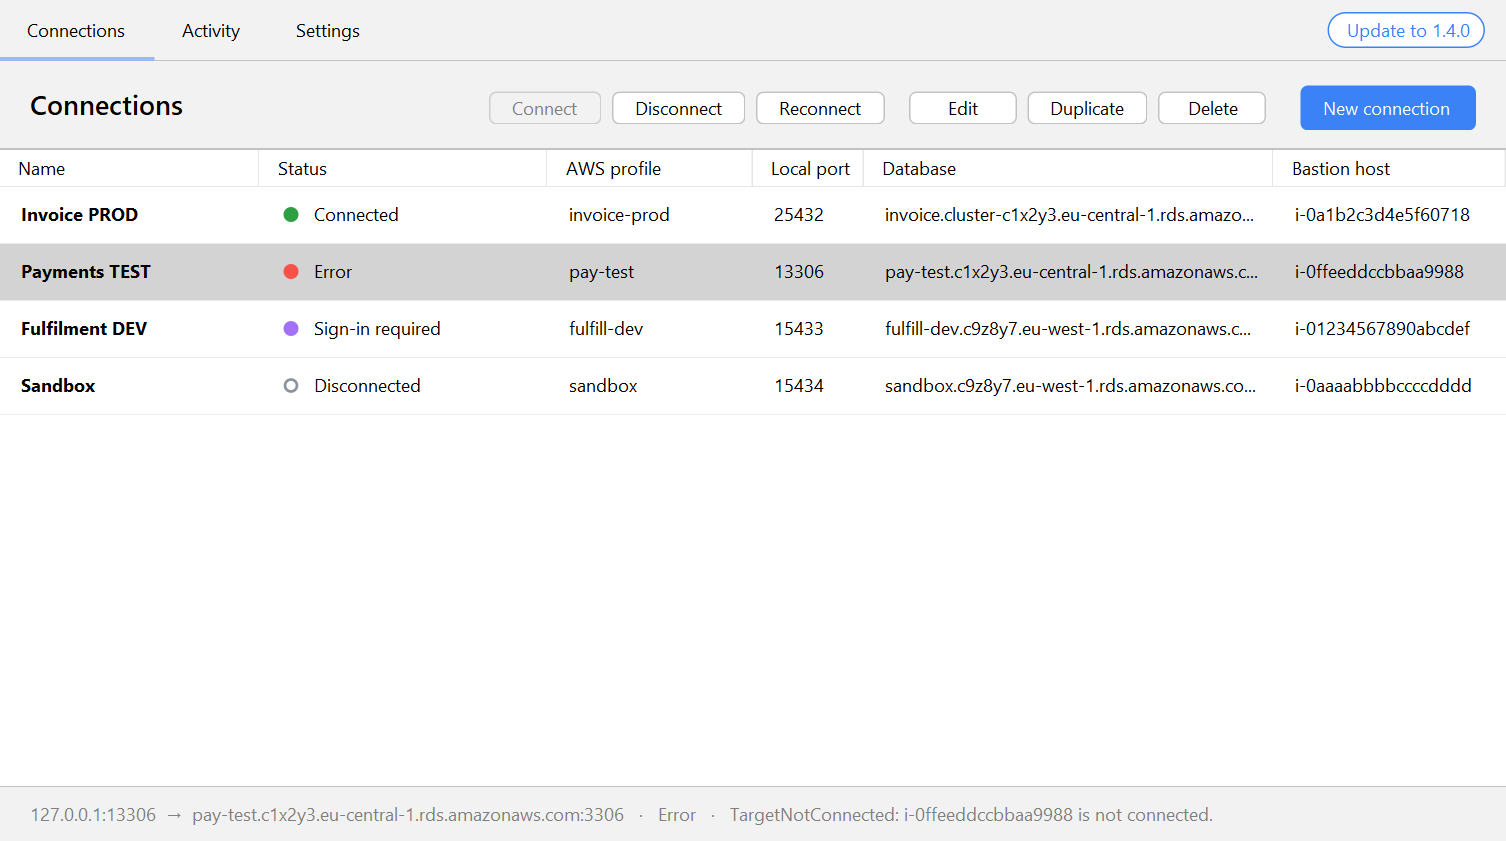 Connections Activity Settings Update to 1.4.0
Connections Connect Disconnect Reconnect Edit Duplicate Delete New connection
Name Status AWS profile Local port Database Bastion host
Invoice PROD Connected invoice-prod 25432 invoice.cluster-c1x2y3.eu-central-1.rds.amazo... i-0a1b2c3d4e5f60718
Payments TEST Error pay-test 13306 pay-test.c1x2y3.eu-central-1.rds.amazonaws.c... i-0ffeeddccbbaa9988
Fulfilment DEV Sign-in required fulfill-dev 15433 fulfill-dev.c9z8y7.eu-west-1.rds.amazonaws.c... i-01234567890abcdef
Sandbox Disconnected sandbox 15434 sandbox.c9z8y7.eu-west-1.rds.amazonaws.co... i-0aaaabbbbccccdddd
127.0.0.1:13306 → pay-test.c1x2y3.eu-central-1.rds.amazonaws.com:3306 · Error · TargetNotConnected: i-0ffeeddccbbaa9988 is not connected.